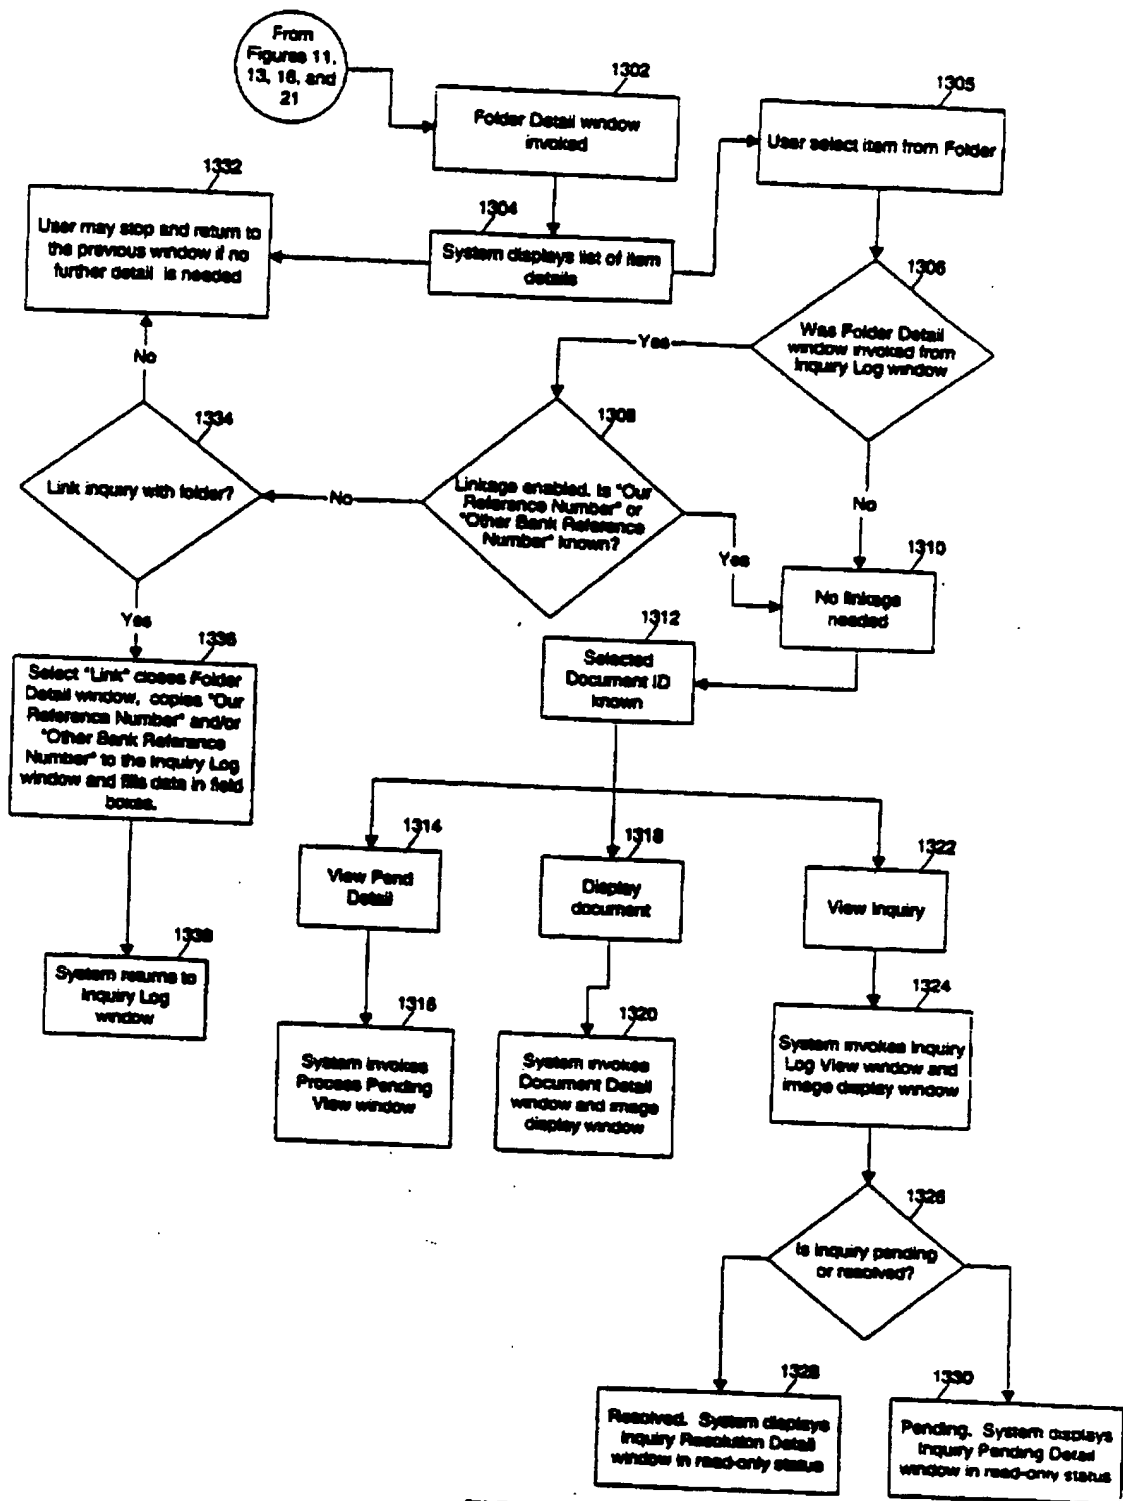 From
Figures 11,
13, 16, and
21
1302
Folder Detail window
invoked
1305
User select item from Folder
1332
User may stop and return to
the previous window if no
further detail is needed
1304
System displays list of item
details
1306
Was Folder Detail
window invoked from
Inquiry Log window
Yes
No
1334
Link inquiry with folder?
No
1308
Linkage enabled. Is "Our
Reference Number" or
"Other Bank Reference
Number" known?
No
Yes
1310
No linkage
needed
Yes
1336
Select "Link" closes Folder
Detail window, copies "Our
Reference Number" and/or
"Other Bank Reference
Number" to the Inquiry Log
window and fills data in field
boxes.
1312
Selected
Document ID
known
1314
View Pend
Detail
1318
Display
document
1322
View Inquiry
1338
System returns to
Inquiry Log
window
1316
System invokes
Process Pending
View window
1320
System invokes
Document Detail
window and image
display window
1324
System invokes Inquiry
Log View window and
image display window
1326
Is inquiry pending
or resolved?
1328
Resolved. System displays
Inquiry Resolution Detail
window in read-only status
1330
Pending. System displays
Inquiry Pending Detail
window in read-only status